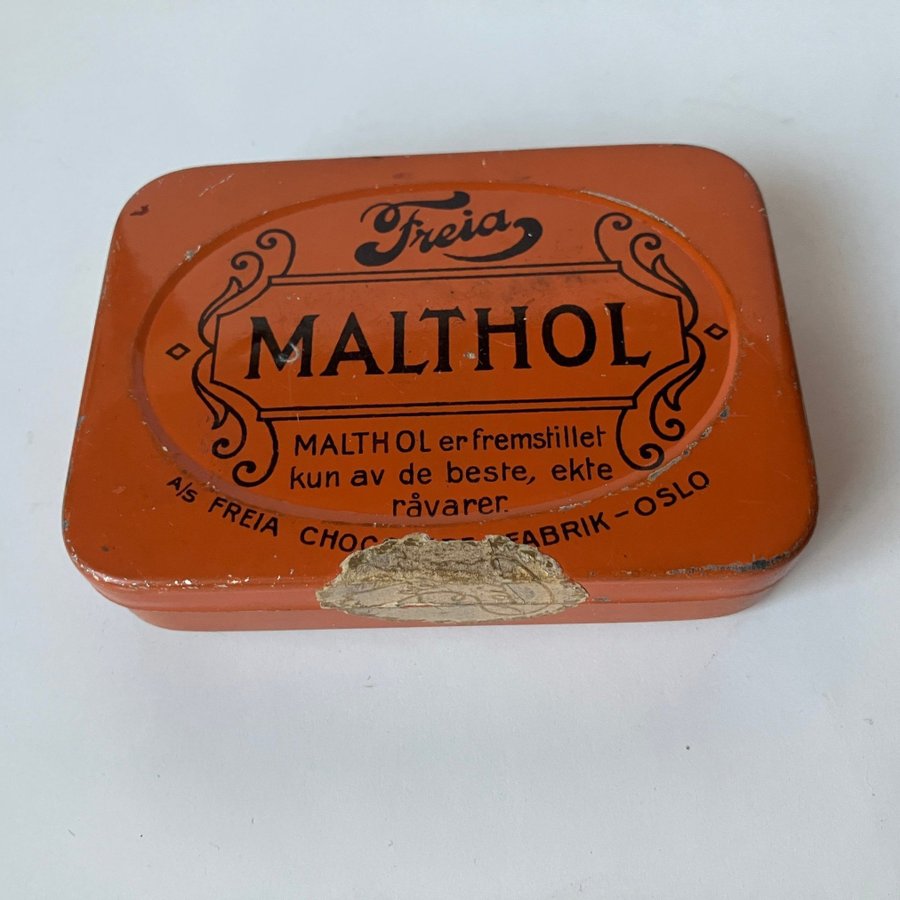 Freia
MALTHOL
MALTHOL er fremstillet
kun av de beste, ekte
råvarer.
A/S FREIA CHOC FABRIK - OSLO